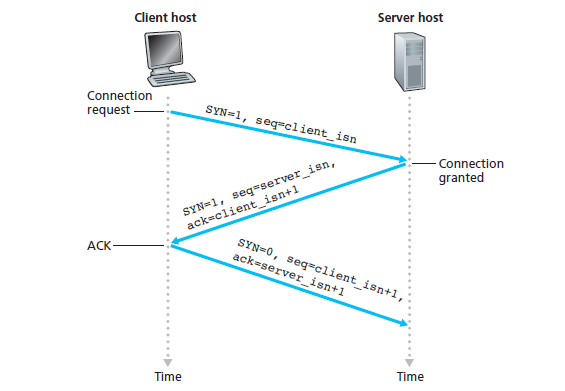 Client host
Server host
Connection
request
SYN=1, seq=client_isn
Connection
granted
SYN=1, seq=server_isn,
ack=client_isn+1
ACK
SYN=0, seq=client_isn+1,
ack=server_isn+1
Time
Time